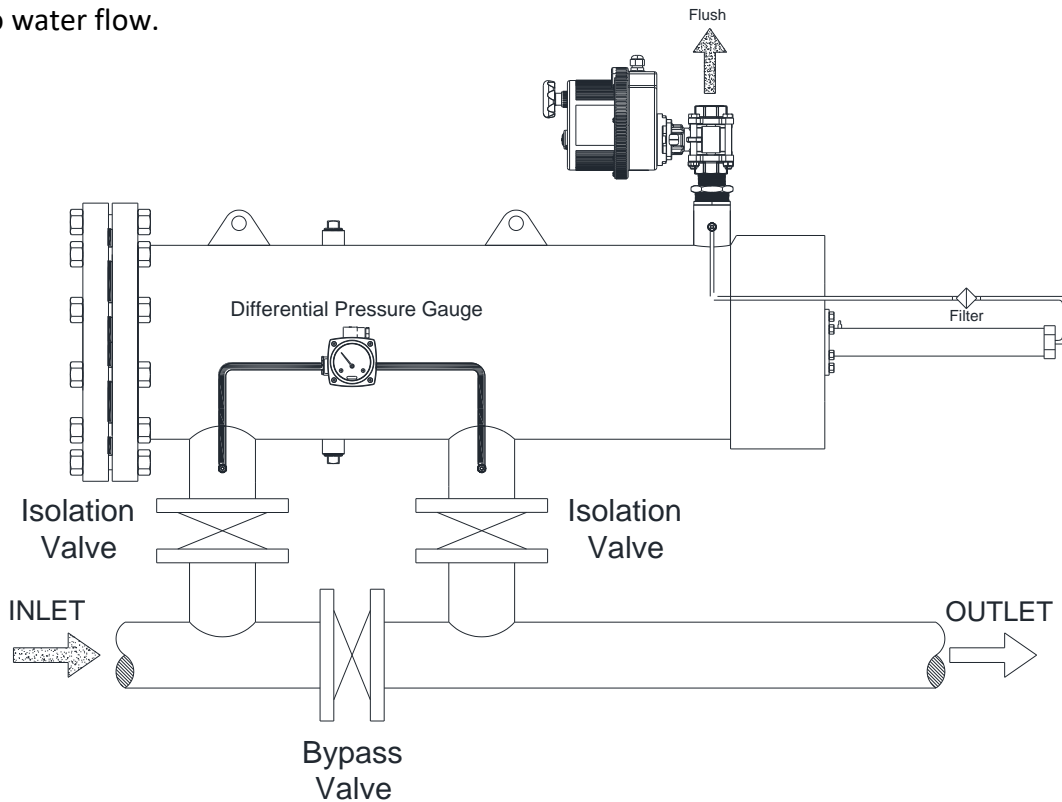 water flow.
Flush
Differential Pressure Gauge
Filter
Isolation
Valve
Isolation
Valve
INLET
OUTLET
Bypass
Valve